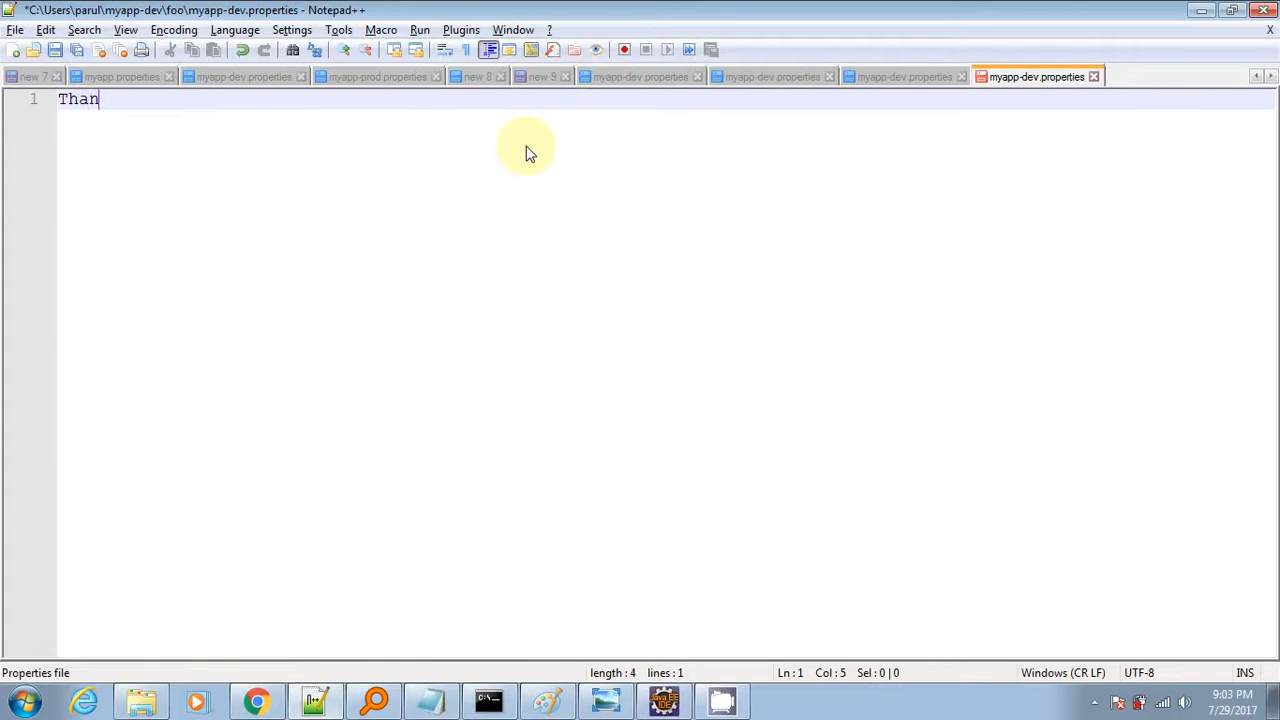 *C:\Users\parul\myapp-dev\foo\myapp-dev.properties - Notepad++
File Edit Search View Encoding Language Settings Tools Macro Run Plugins Window ? X
new 7 myapp.properties myapp-dev.properties myapp-prod.properties new 8 new 9 myapp-dev.properties myapp-dev.properties myapp-dev.properties myapp-dev.properties
1 Than
Properties file length : 4 lines : 1 Ln : 1 Col : 5 Sel : 0 | 0 Windows (CR LF) UTF-8 INS
Java EE
IDE
9:03 PM
7/29/2017